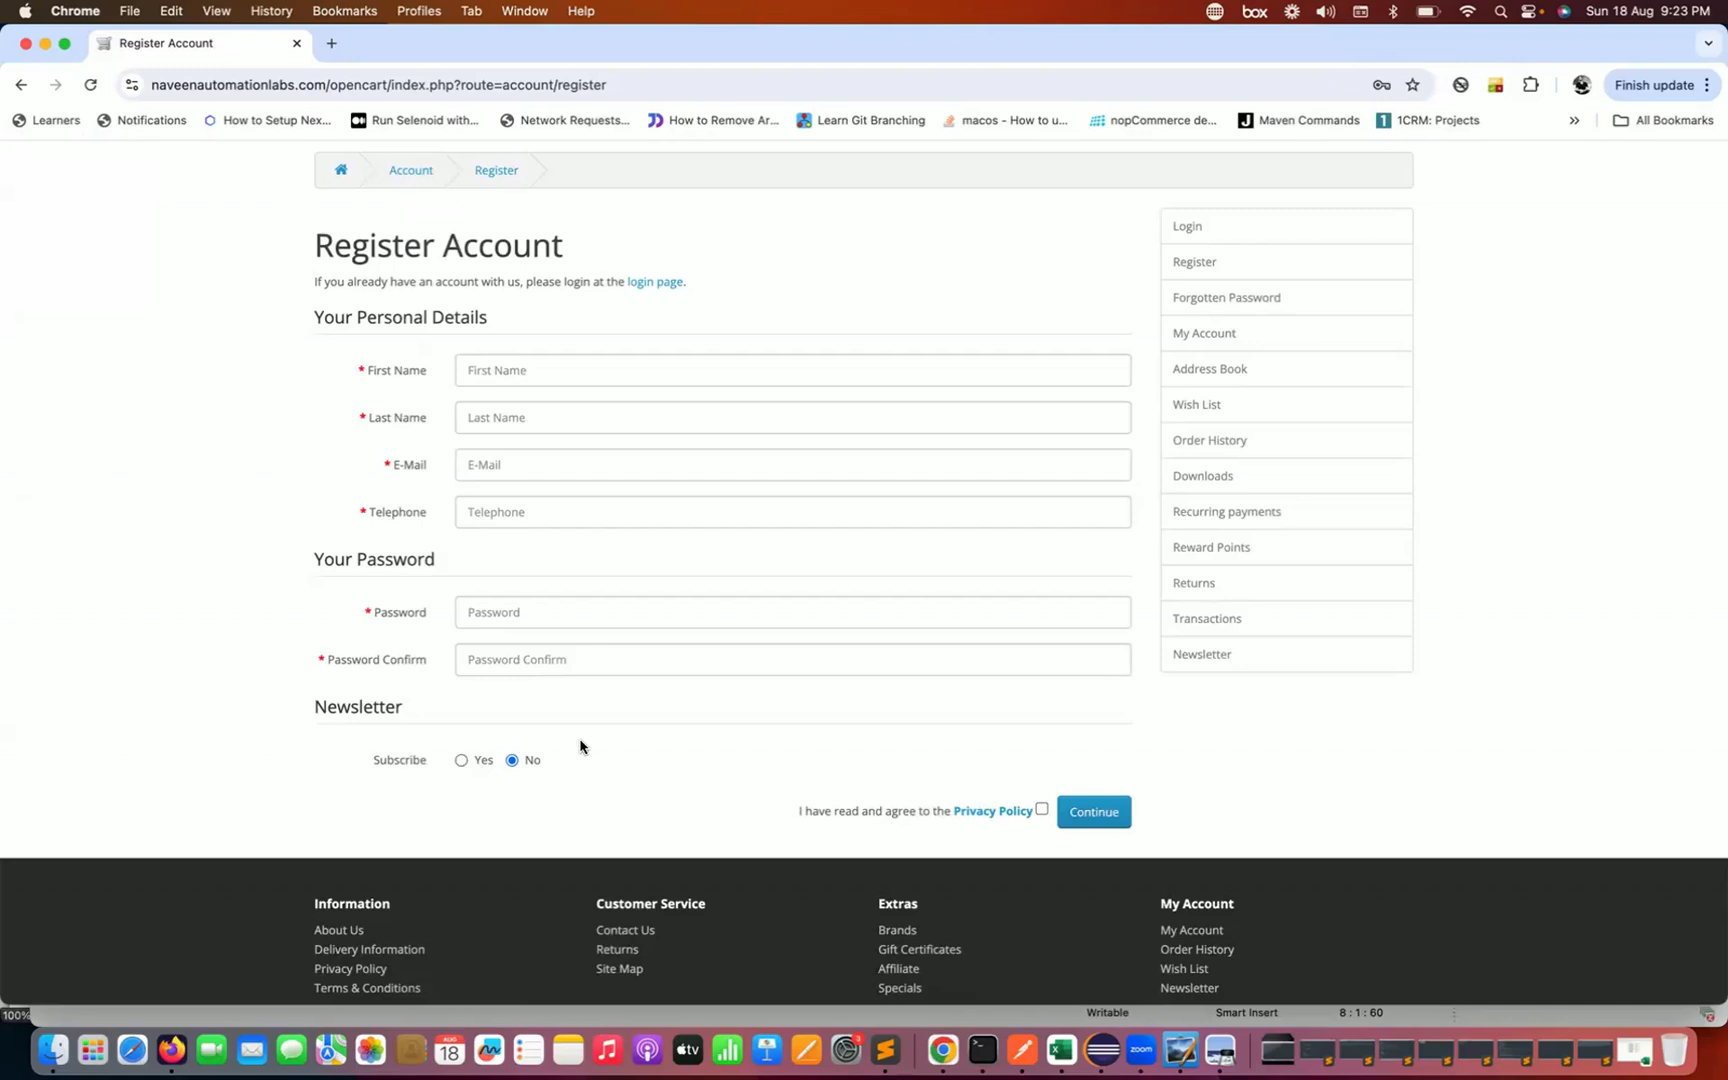 Chrome File Edit View History Bookmarks Profiles Tab Window Help
box Sun 18 Aug 9:23 PM
Register Account
naveenautomationlabs.com/opencart/index.php?route=account/register
Finish update
Learners Notifications How to Setup Nex... Run Selenoid with... Network Requests... How to Remove Ar... Learn Git Branching macos - How to u... nopCommerce de... Maven Commands 1CRM: Projects » All Bookmarks
Account Register
Register Account
If you already have an account with us, please login at the login page.
Your Personal Details
* First Name First Name
* Last Name Last Name
* E-Mail E-Mail
* Telephone Telephone
Your Password
* Password Password
* Password Confirm Password Confirm
Newsletter
Subscribe Yes No
I have read and agree to the Privacy Policy Continue
Login
Register
Forgotten Password
My Account
Address Book
Wish List
Order History
Downloads
Recurring payments
Reward Points
Returns
Transactions
Newsletter
Information
About Us
Delivery Information
Privacy Policy
Terms & Conditions
Customer Service
Contact Us
Returns
Site Map
Extras
Brands
Gift Certificates
Affiliate
Specials
My Account
My Account
Order History
Wish List
Newsletter
100% Writable Smart Insert 8 : 1 : 60
AUG
18
tv
3
zoom